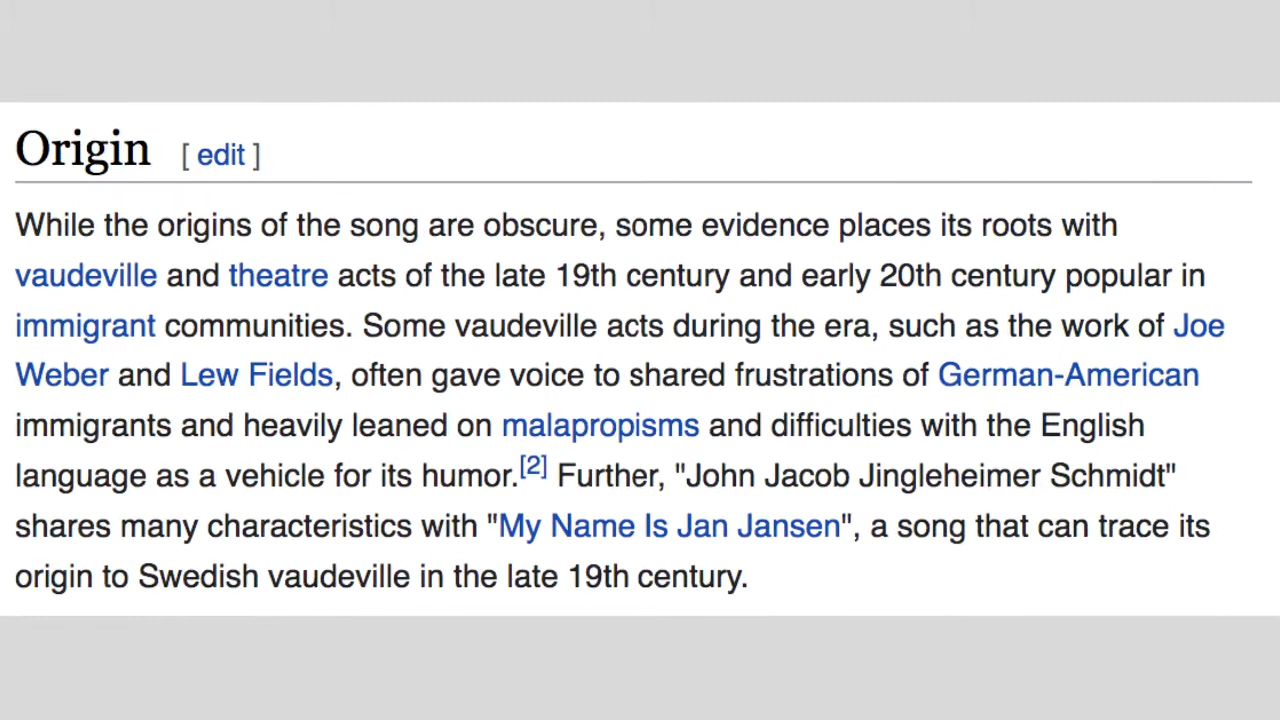 Origin [ edit ]
While the origins of the song are obscure, some evidence places its roots with
vaudeville and theatre acts of the late 19th century and early 20th century popular in
immigrant communities. Some vaudeville acts during the era, such as the work of Joe
Weber and Lew Fields, often gave voice to shared frustrations of German-American
immigrants and heavily leaned on malapropisms and difficulties with the English
language as a vehicle for its humor.[2] Further, "John Jacob Jingleheimer Schmidt"
shares many characteristics with "My Name Is Jan Jansen", a song that can trace its
origin to Swedish vaudeville in the late 19th century.